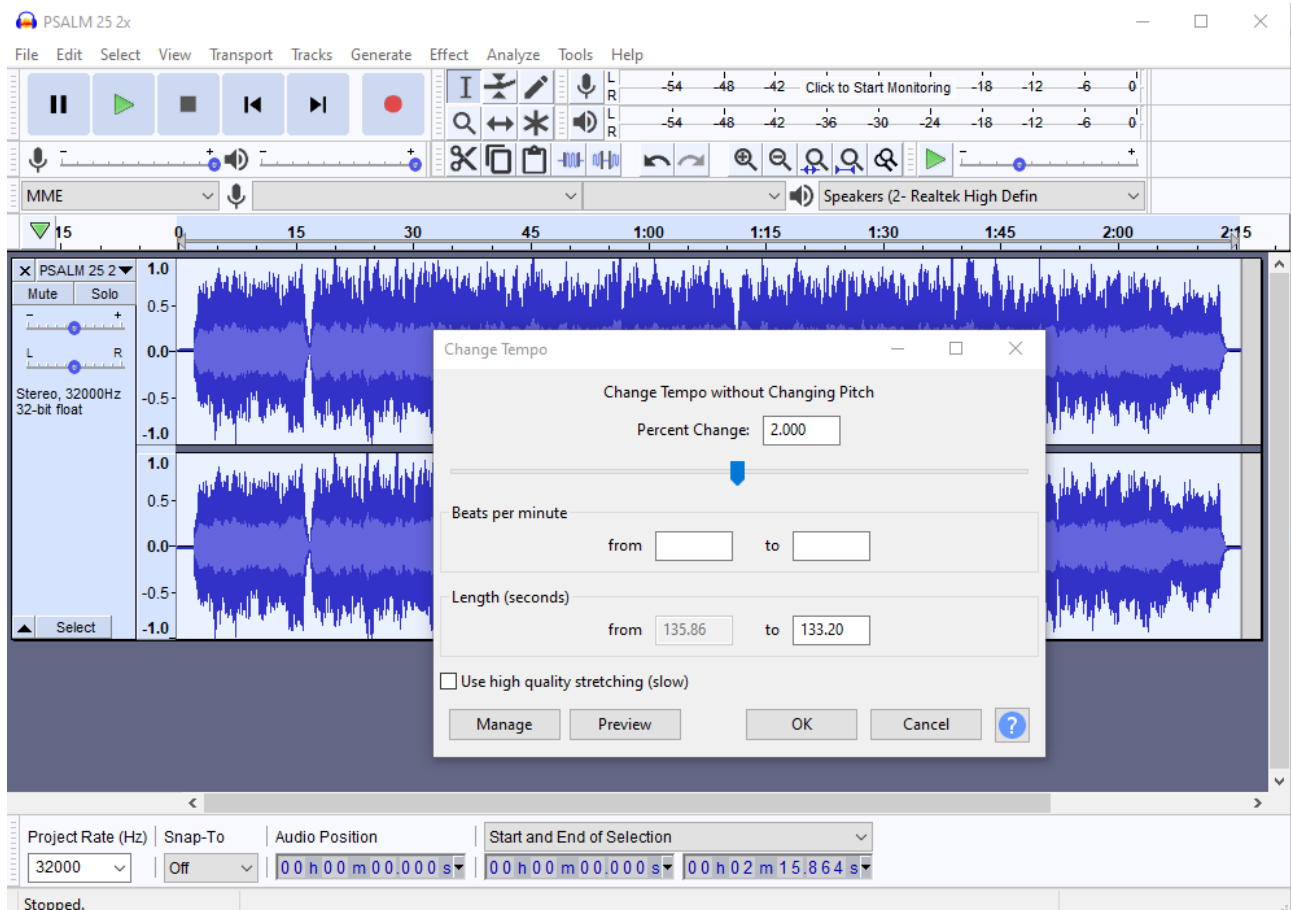 PSALM 25 2x
File Edit Select View Transport Tracks Generate Effect Analyze Tools Help
L R -54 -48 -42 Click to Start Monitoring -18 -12 -6 0
L R -54 -48 -42 -36 -30 -24 -18 -12 -6 0
- + - + - +
MME Speakers (2- Realtek High Defin
15 0 15 30 45 1:00 1:15 1:30 1:45 2:00 2:15
PSALM 25 2 1.0
Mute Solo
0.5
- +
L R 0.0
Stereo, 32000Hz
32-bit float
-0.5
-1.0
1.0
0.5
0.0
-0.5
Select -1.0
Change Tempo
Change Tempo without Changing Pitch
Percent Change: 2.000
Beats per minute
from to
Length (seconds)
from 135.86 to 133.20
Use high quality stretching (slow)
Manage Preview OK Cancel ?
Project Rate (Hz) Snap-To Audio Position Start and End of Selection
32000 Off 00 h 00 m 00.000 s 00 h 00 m 00.000 s 00 h 02 m 15.864 s
Stopped.